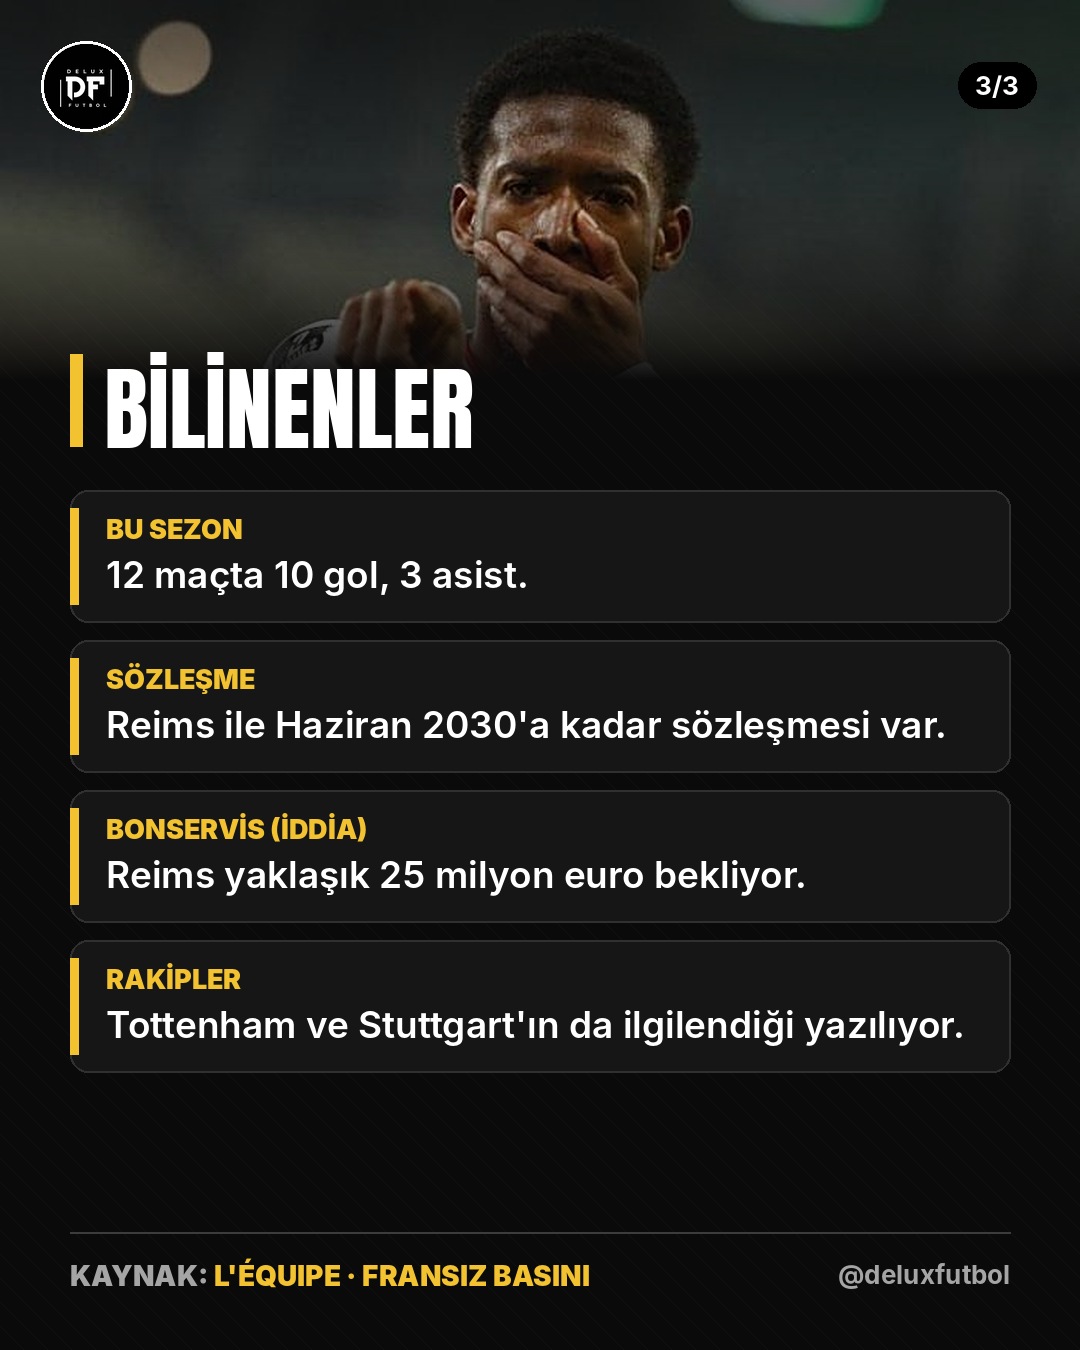 DELUX
DF
FUTBOL
3/3
BİLİNENLER
BU SEZON
12 maçta 10 gol, 3 asist.
SÖZLEŞME
Reims ile Haziran 2030'a kadar sözleşmesi var.
BONSERVİS (İDDİA)
Reims yaklaşık 25 milyon euro bekliyor.
RAKİPLER
Tottenham ve Stuttgart'ın da ilgilendiği yazılıyor.
KAYNAK: L'ÉQUIPE · FRANSIZ BASINI
@deluxfutbol